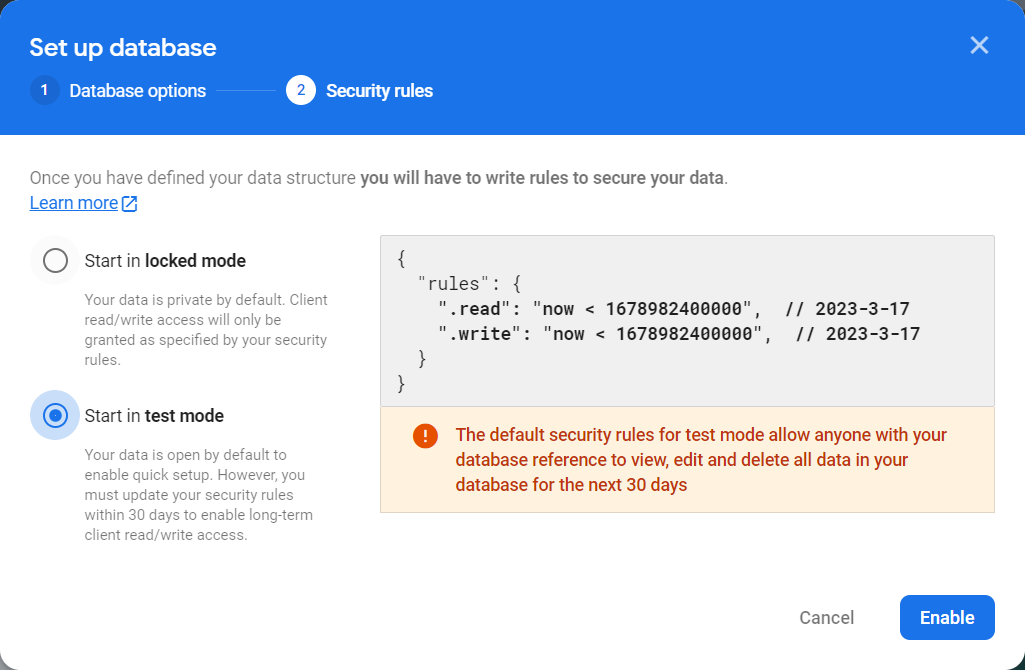 Set up database
1 Database options 2 Security rules
Once you have defined your data structure you will have to write rules to secure your data.
Learn more
Start in locked mode
Your data is private by default. Client
read/write access will only be
granted as specified by your security
rules.
Start in test mode
Your data is open by default to
enable quick setup. However, you
must update your security rules
within 30 days to enable long-term
client read/write access.
{
  "rules": {
    ".read": "now < 1678982400000",  // 2023-3-17
    ".write": "now < 1678982400000",  // 2023-3-17
  }
}
The default security rules for test mode allow anyone with your
database reference to view, edit and delete all data in your
database for the next 30 days
Cancel Enable